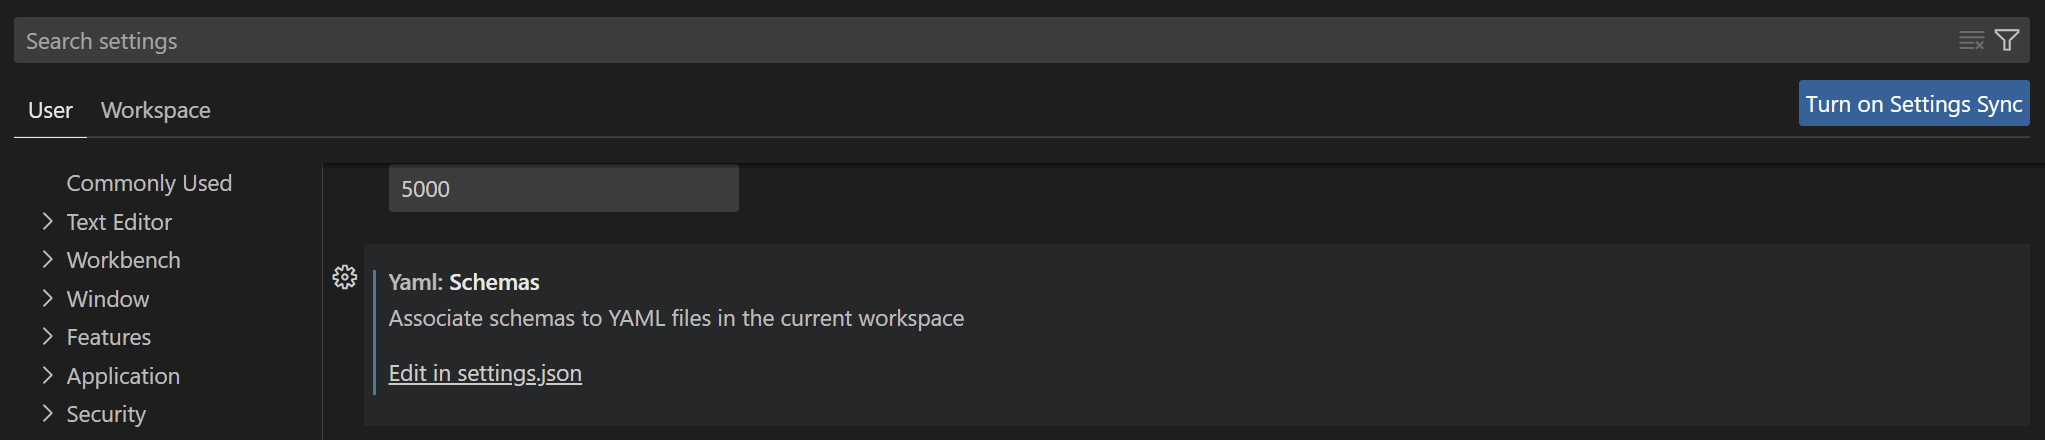 Search settings
User Workspace
Turn on Settings Sync
Commonly Used
Text Editor
Workbench
Window
Features
Application
Security
5000
Yaml: Schemas
Associate schemas to YAML files in the current workspace
Edit in settings.json